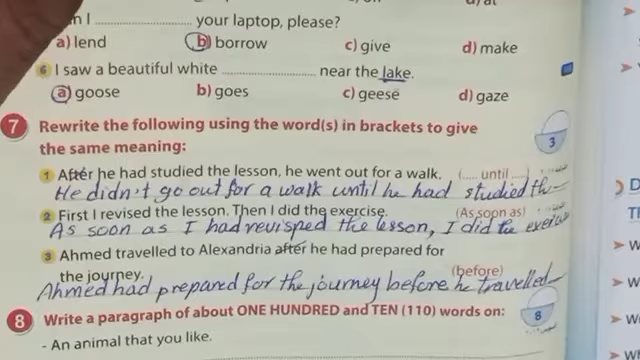 n I ........................ your laptop, please?
a) lend b) borrow c) give d) make
6 I saw a beautiful white ........................ near the lake.
a) goose b) goes c) geese d) gaze
7 Rewrite the following using the word(s) in brackets to give
the same meaning:
3
1 After he had studied the lesson, he went out for a walk. (..... until .....)
He didn't go out for a walk until he had studied the
2 First I revised the lesson. Then I did the exercise. (As soon as)
As soon as I had revisped the lesson, I did the exercise
3 Ahmed travelled to Alexandria after he had prepared for
the journey. (before)
Ahmed had prepared for the journey before he travelled
8 Write a paragraph of about ONE HUNDRED and TEN (110) words on:
8
- An animal that you like.